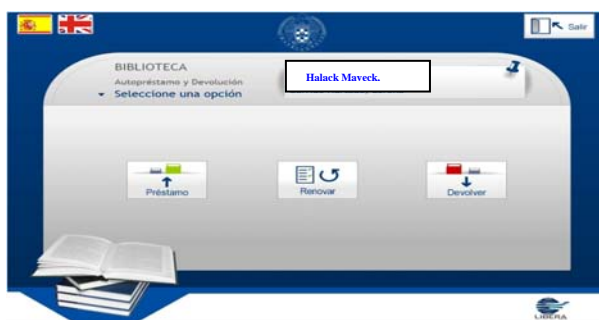 Salir
BIBLIOTECA
Autopréstamo y Devolución
Seleccione una opción
Halack Maveck.
Préstamo
Renovar
Devolver
LIBERA